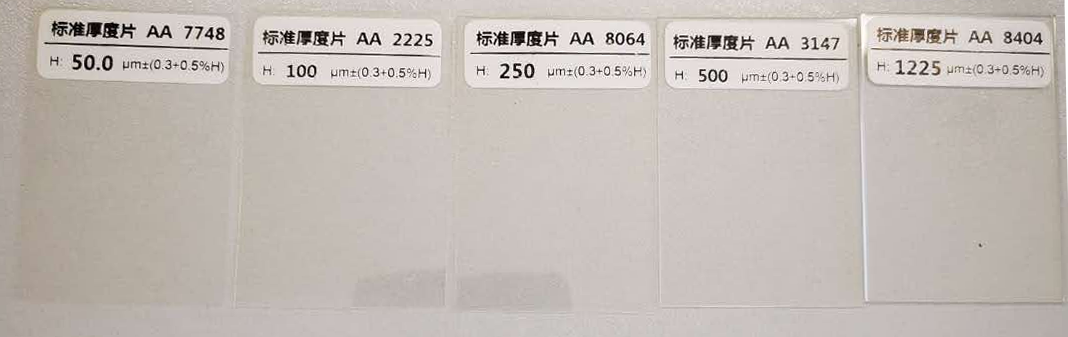 标准厚度片 AA 7748
H: 50.0 μm±(0.3+0.5%H)
标准厚度片 AA 2225
H: 100 μm±(0.3+0.5%H)
标准厚度片 AA 8064
H: 250 μm±(0.3+0.5%H)
标准厚度片 AA 3147
H: 500 μm±(0.3+0.5%H)
标准厚度片 AA 8404
H: 1225 μm±(0.3+0.5%H)